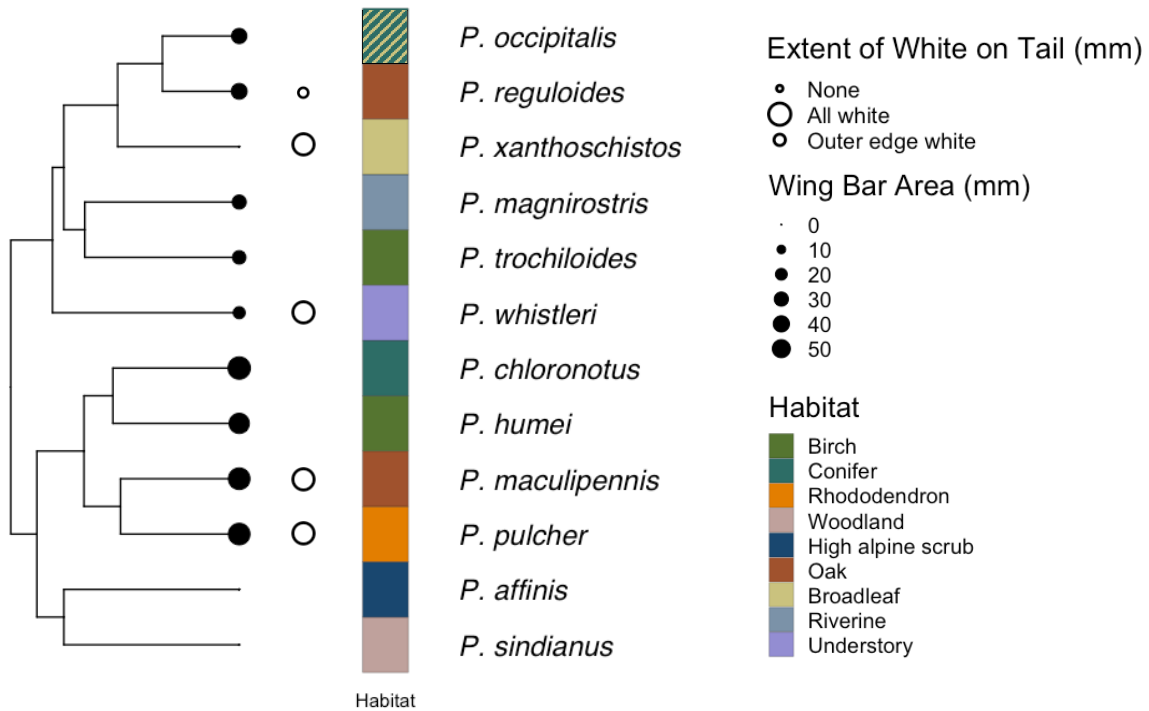 P. occipitalis
P. reguloides
P. xanthoschistos
P. magnirostris
P. trochiloides
P. whistleri
P. chloronotus
P. humei
P. maculipennis
P. pulcher
P. affinis
P. sindianus
Habitat
Extent of White on Tail (mm)
None
All white
Outer edge white
Wing Bar Area (mm)
0
10
20
30
40
50
Habitat
Birch
Conifer
Rhododendron
Woodland
High alpine scrub
Oak
Broadleaf
Riverine
Understory